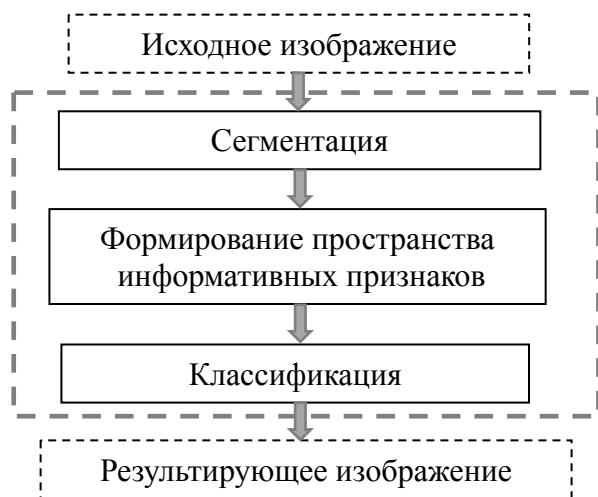 Исходное изображение
Сегментация
Формирование пространства
информативных признаков
Классификация
Результирующее изображение